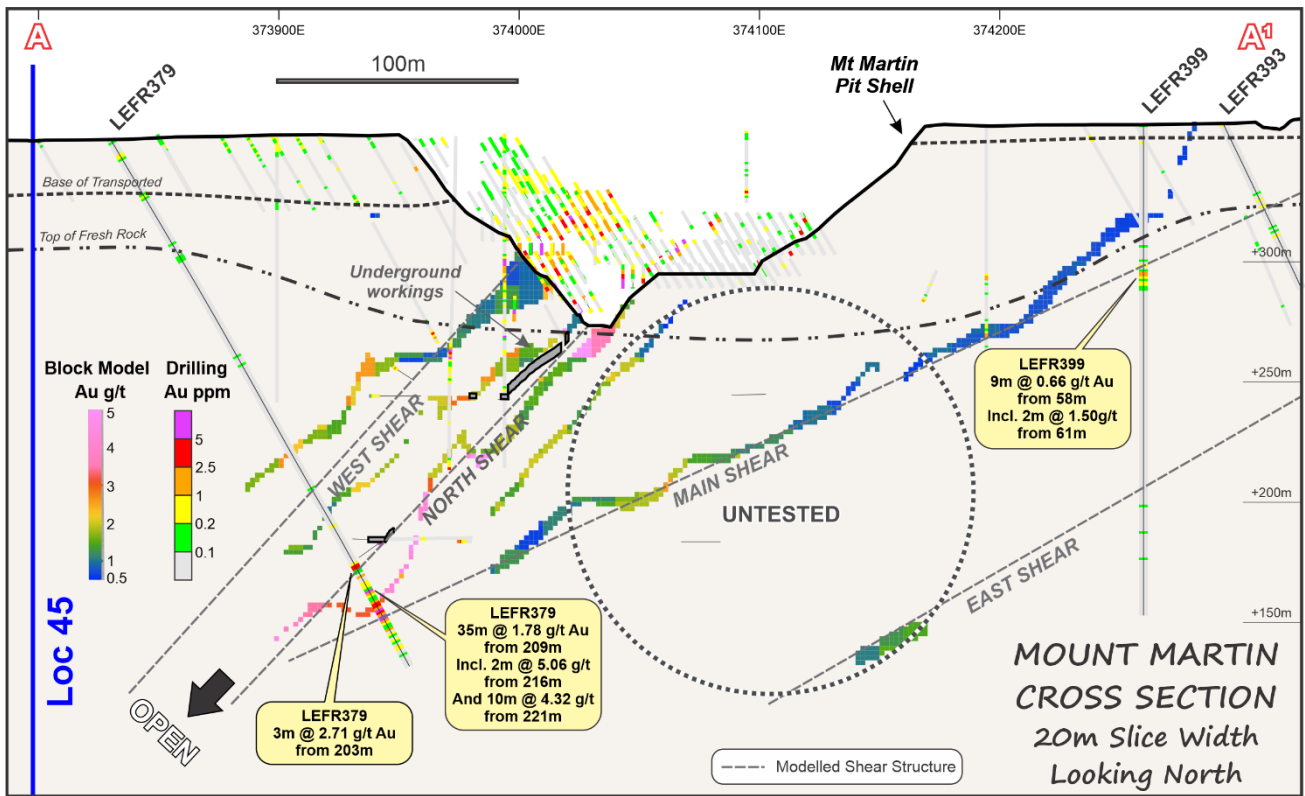 373900E
374000E
374100E
374200E
A
A¹
LEFR379
100m
Mt Martin
Pit Shell
LEFR399
LEFR393
Base of Transported
Top of Fresh Rock
Underground
workings
+300m
+250m
+200m
+150m
Block Model
Au g/t
5
4
3
2
1
0.5
Drilling
Au ppm
5
2.5
1
0.2
0.1
WEST SHEAR
NORTH SHEAR
MAIN SHEAR
EAST SHEAR
UNTESTED
LEFR399
9m @ 0.66 g/t Au
from 58m
Incl. 2m @ 1.50g/t
from 61m
Loc 45
OPEN
LEFR379
3m @ 2.71 g/t Au
from 203m
LEFR379
35m @ 1.78 g/t Au
from 209m
Incl. 2m @ 5.06 g/t
from 216m
And 10m @ 4.32 g/t
from 221m
Modelled Shear Structure
MOUNT MARTIN
CROSS SECTION
20m Slice Width
Looking North